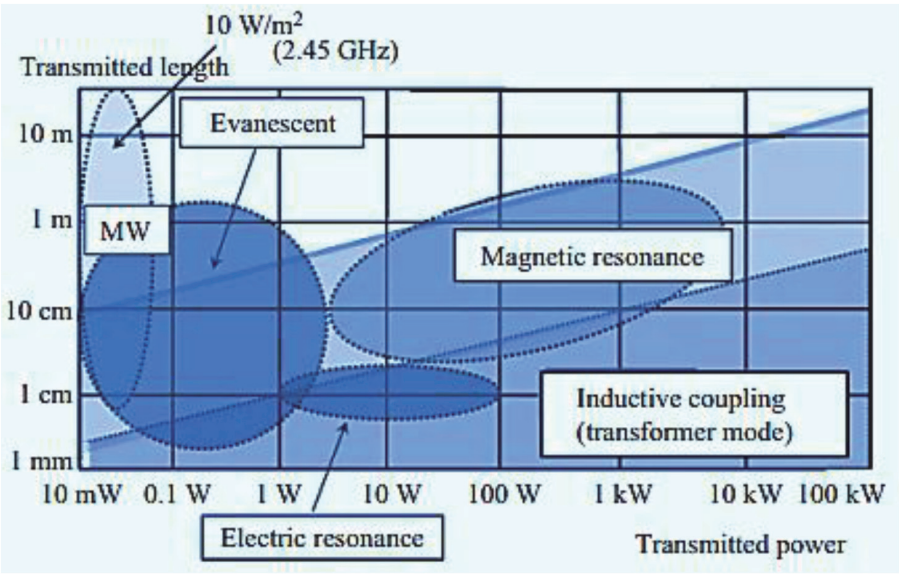 10 W/m²
(2.45 GHz)
Transmitted length
Evanescent
10 m
1 m
MW
Magnetic resonance
10 cm
1 cm
Inductive coupling
(transformer mode)
1 mm
10 mW 0.1 W 1 W 10 W 100 W 1 kW 10 kW 100 kW
Electric resonance
Transmitted power